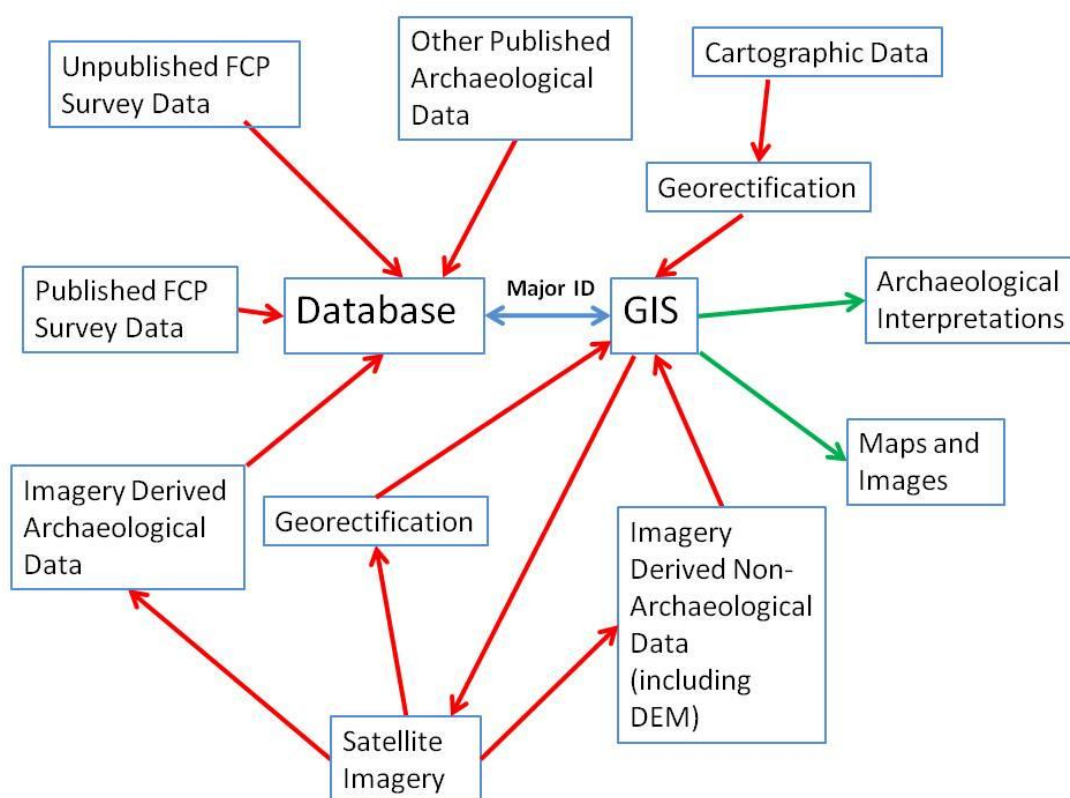 Unpublished FCP
Survey Data
Other Published
Archaeological
Data
Cartographic Data
Georectification
Published FCP
Survey Data
Database
Major ID
GIS
Archaeological
Interpretations
Maps and
Images
Imagery Derived
Archaeological
Data
Georectification
Imagery
Derived Non-
Archaeological
Data
(including
DEM)
Satellite
Imagery